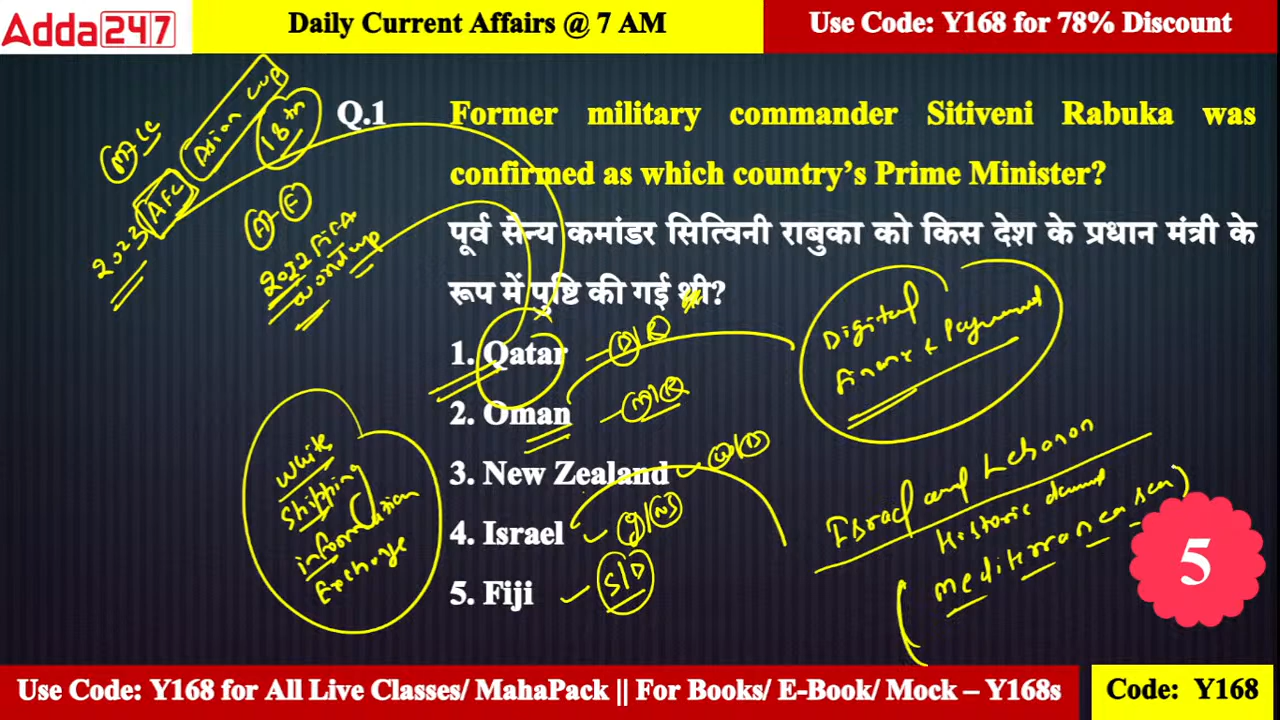 Adda247
Daily Current Affairs @ 7 AM
Use Code: Y168 for 78% Discount
Q.1 Former military commander Sitiveni Rabuka was
confirmed as which country's Prime Minister?
पूर्व सैन्य कमांडर सित्विनी राबुका को किस देश के प्रधान मंत्री के
रूप में पुष्टि की गई थी?
1. Qatar
2. Oman
3. New Zealand
4. Israel
5. Fiji
2023 AFC Asian cup
18th
2022 FIFA
world cup
D/R
M/R
W/D
J/NS
S/D
Digital
Finance + Payment
White
Shipping
information
Exchange
Israel and Lebanon
Historic
mediterranean sea
5
Use Code: Y168 for All Live Classes/ MahaPack || For Books/ E-Book/ Mock – Y168s
Code: Y168